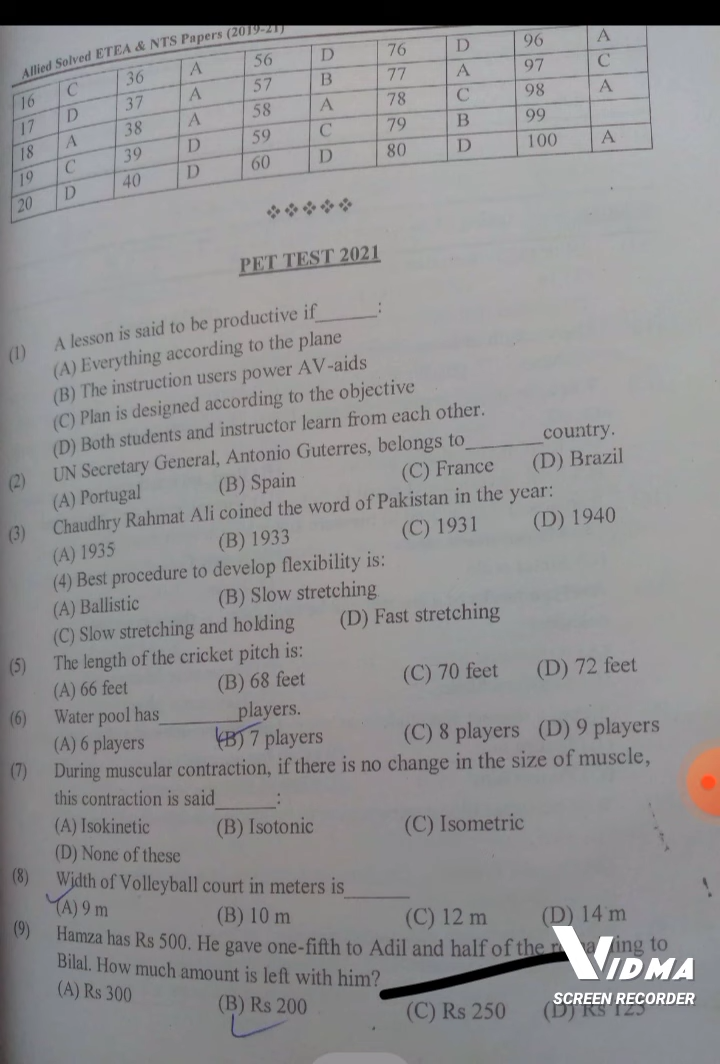 Allied Solved ETEA & NTS Papers (2019-21)
16 C 36 A 56 D 76 D 96 A
17 D 37 A 57 B 77 A 97 C
18 A 38 A 58 A 78 C 98 A
19 C 39 D 59 C 79 B 99
20 D 40 D 60 D 80 D 100 A
PET TEST 2021
(1) A lesson is said to be productive if______:
(A) Everything according to the plane
(B) The instruction users power AV-aids
(C) Plan is designed according to the objective
(D) Both students and instructor learn from each other.
(2) UN Secretary General, Antonio Guterres, belongs to_______country.
(A) Portugal (B) Spain (C) France (D) Brazil
(3) Chaudhry Rahmat Ali coined the word of Pakistan in the year:
(A) 1935 (B) 1933 (C) 1931 (D) 1940
(4) Best procedure to develop flexibility is:
(A) Ballistic (B) Slow stretching
(C) Slow stretching and holding (D) Fast stretching
(5) The length of the cricket pitch is:
(A) 66 feet (B) 68 feet (C) 70 feet (D) 72 feet
(6) Water pool has_______players.
(A) 6 players (B) 7 players (C) 8 players (D) 9 players
(7) During muscular contraction, if there is no change in the size of muscle,
this contraction is said______:
(A) Isokinetic (B) Isotonic (C) Isometric
(D) None of these
(8) Width of Volleyball court in meters is______
(A) 9 m (B) 10 m (C) 12 m (D) 14 m
(9) Hamza has Rs 500. He gave one-fifth to Adil and half of the to
Bilal. How much amount is left with him?
(A) Rs 300 (B) Rs 200 (C) Rs 250 (D) Rs 125
VIDMA
SCREEN RECORDER